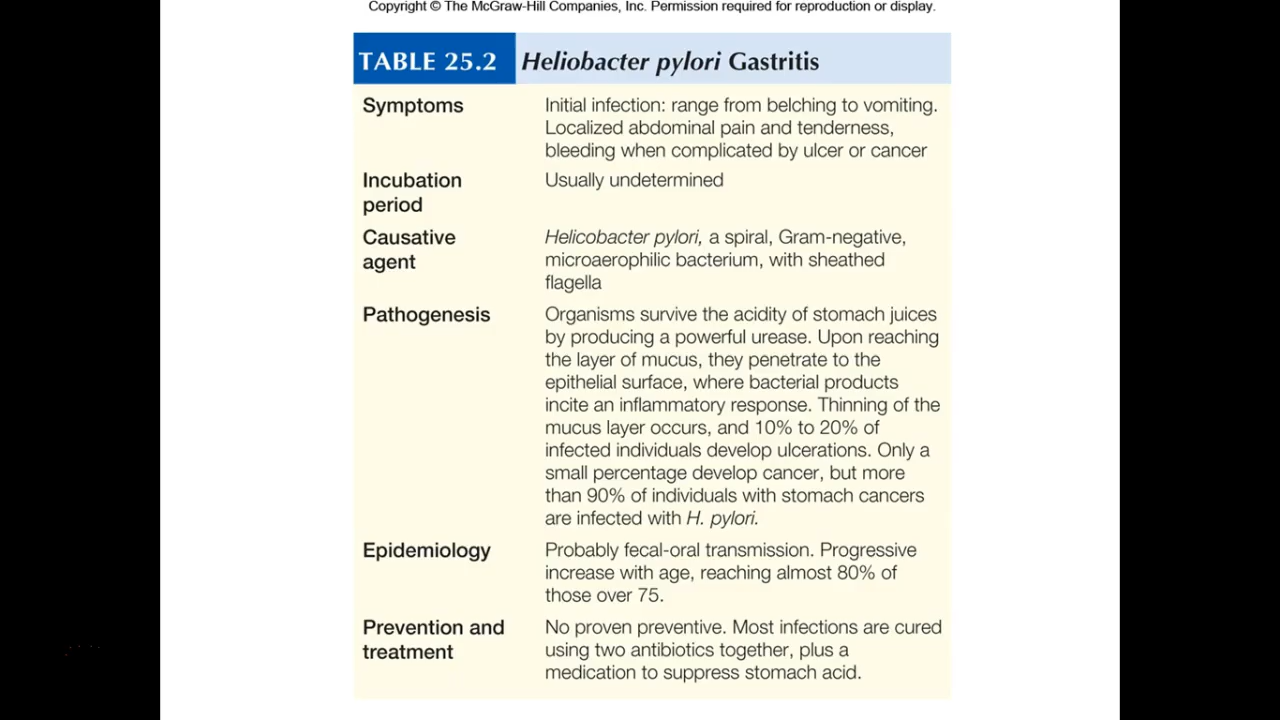 Copyright © The McGraw-Hill Companies, Inc. Permission required for reproduction or display.
TABLE 25.2 Heliobacter pylori Gastritis
Symptoms
Initial infection: range from belching to vomiting.
Localized abdominal pain and tenderness,
bleeding when complicated by ulcer or cancer
Incubation
period
Usually undetermined
Causative
agent
Helicobacter pylori, a spiral, Gram-negative,
microaerophilic bacterium, with sheathed
flagella
Pathogenesis
Organisms survive the acidity of stomach juices
by producing a powerful urease. Upon reaching
the layer of mucus, they penetrate to the
epithelial surface, where bacterial products
incite an inflammatory response. Thinning of the
mucus layer occurs, and 10% to 20% of
infected individuals develop ulcerations. Only a
small percentage develop cancer, but more
than 90% of individuals with stomach cancers
are infected with H. pylori.
Epidemiology
Probably fecal-oral transmission. Progressive
increase with age, reaching almost 80% of
those over 75.
Prevention and
treatment
No proven preventive. Most infections are cured
using two antibiotics together, plus a
medication to suppress stomach acid.